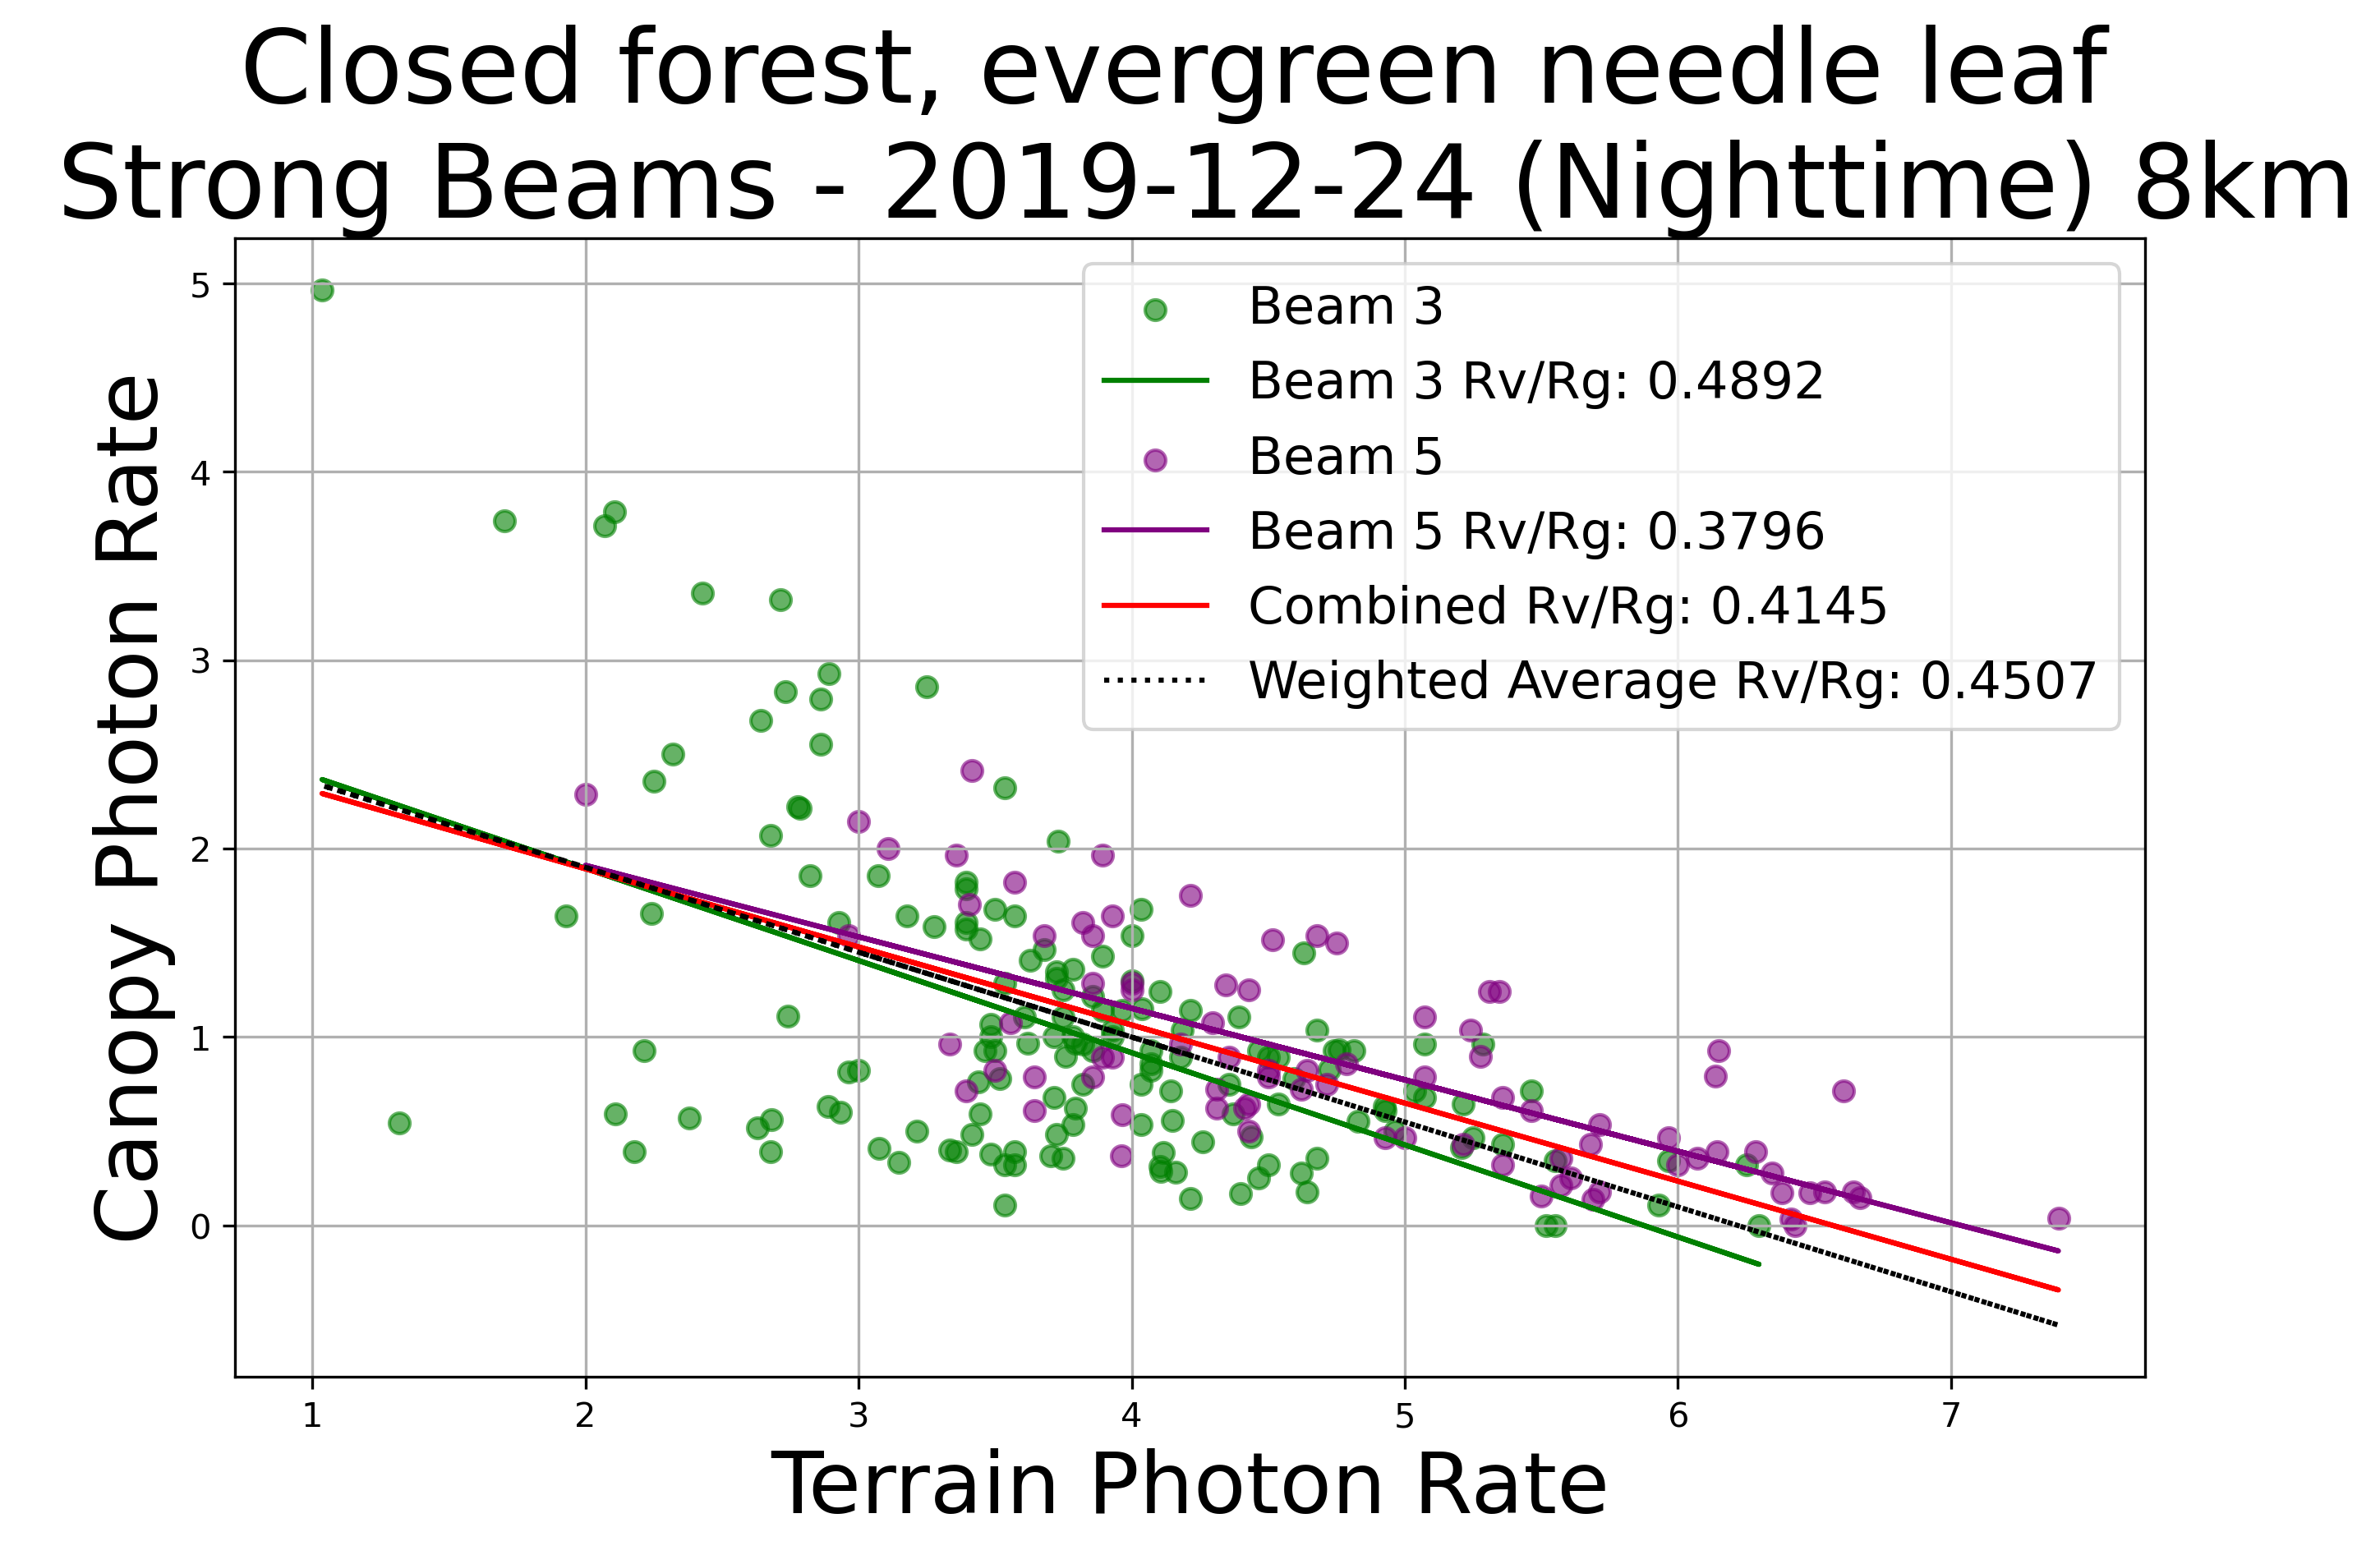 Closed forest, evergreen needle leaf
Strong Beams - 2019-12-24 (Nighttime) 8km
Canopy Photon Rate
5
4
3
2
1
0
Beam 3
Beam 3 Rv/Rg: 0.4892
Beam 5
Beam 5 Rv/Rg: 0.3796
Combined Rv/Rg: 0.4145
Weighted Average Rv/Rg: 0.4507
1 2 3 4 5 6 7
Terrain Photon Rate